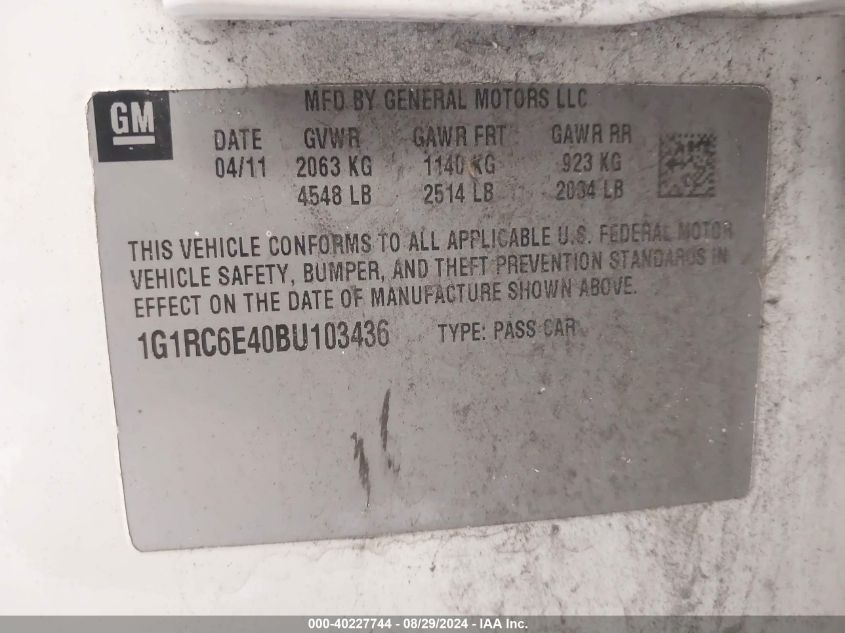 GM
MFD BY GENERAL MOTORS LLC
DATE GVWR GAWR FRT GAWR RR
04/11 2063 KG 1140 KG 923 KG
4548 LB 2514 LB 2034 LB
THIS VEHICLE CONFORMS TO ALL APPLICABLE U.S. FEDERAL MOTOR
VEHICLE SAFETY, BUMPER, AND THEFT PREVENTION STANDARDS IN
EFFECT ON THE DATE OF MANUFACTURE SHOWN ABOVE.
1G1RC6E40BU103436 TYPE: PASS CAR
000-40227744 - 08/29/2024 - IAA Inc.